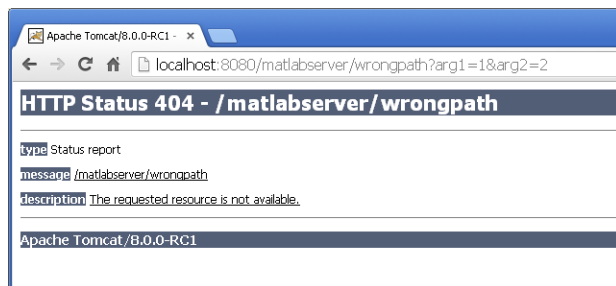 Apache Tomcat/8.0.0-RC1 -
localhost:8080/matlabserver/wrongpath?arg1=1&arg2=2
HTTP Status 404 - /matlabserver/wrongpath
type Status report
message /matlabserver/wrongpath
description The requested resource is not available.
Apache Tomcat/8.0.0-RC1